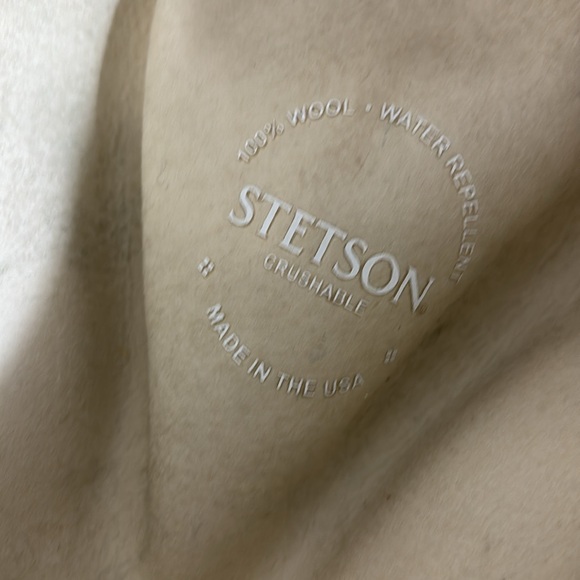 100% WOOL • WATER REPELLENT
STETSON
CRUSHABLE
MADE IN THE USA